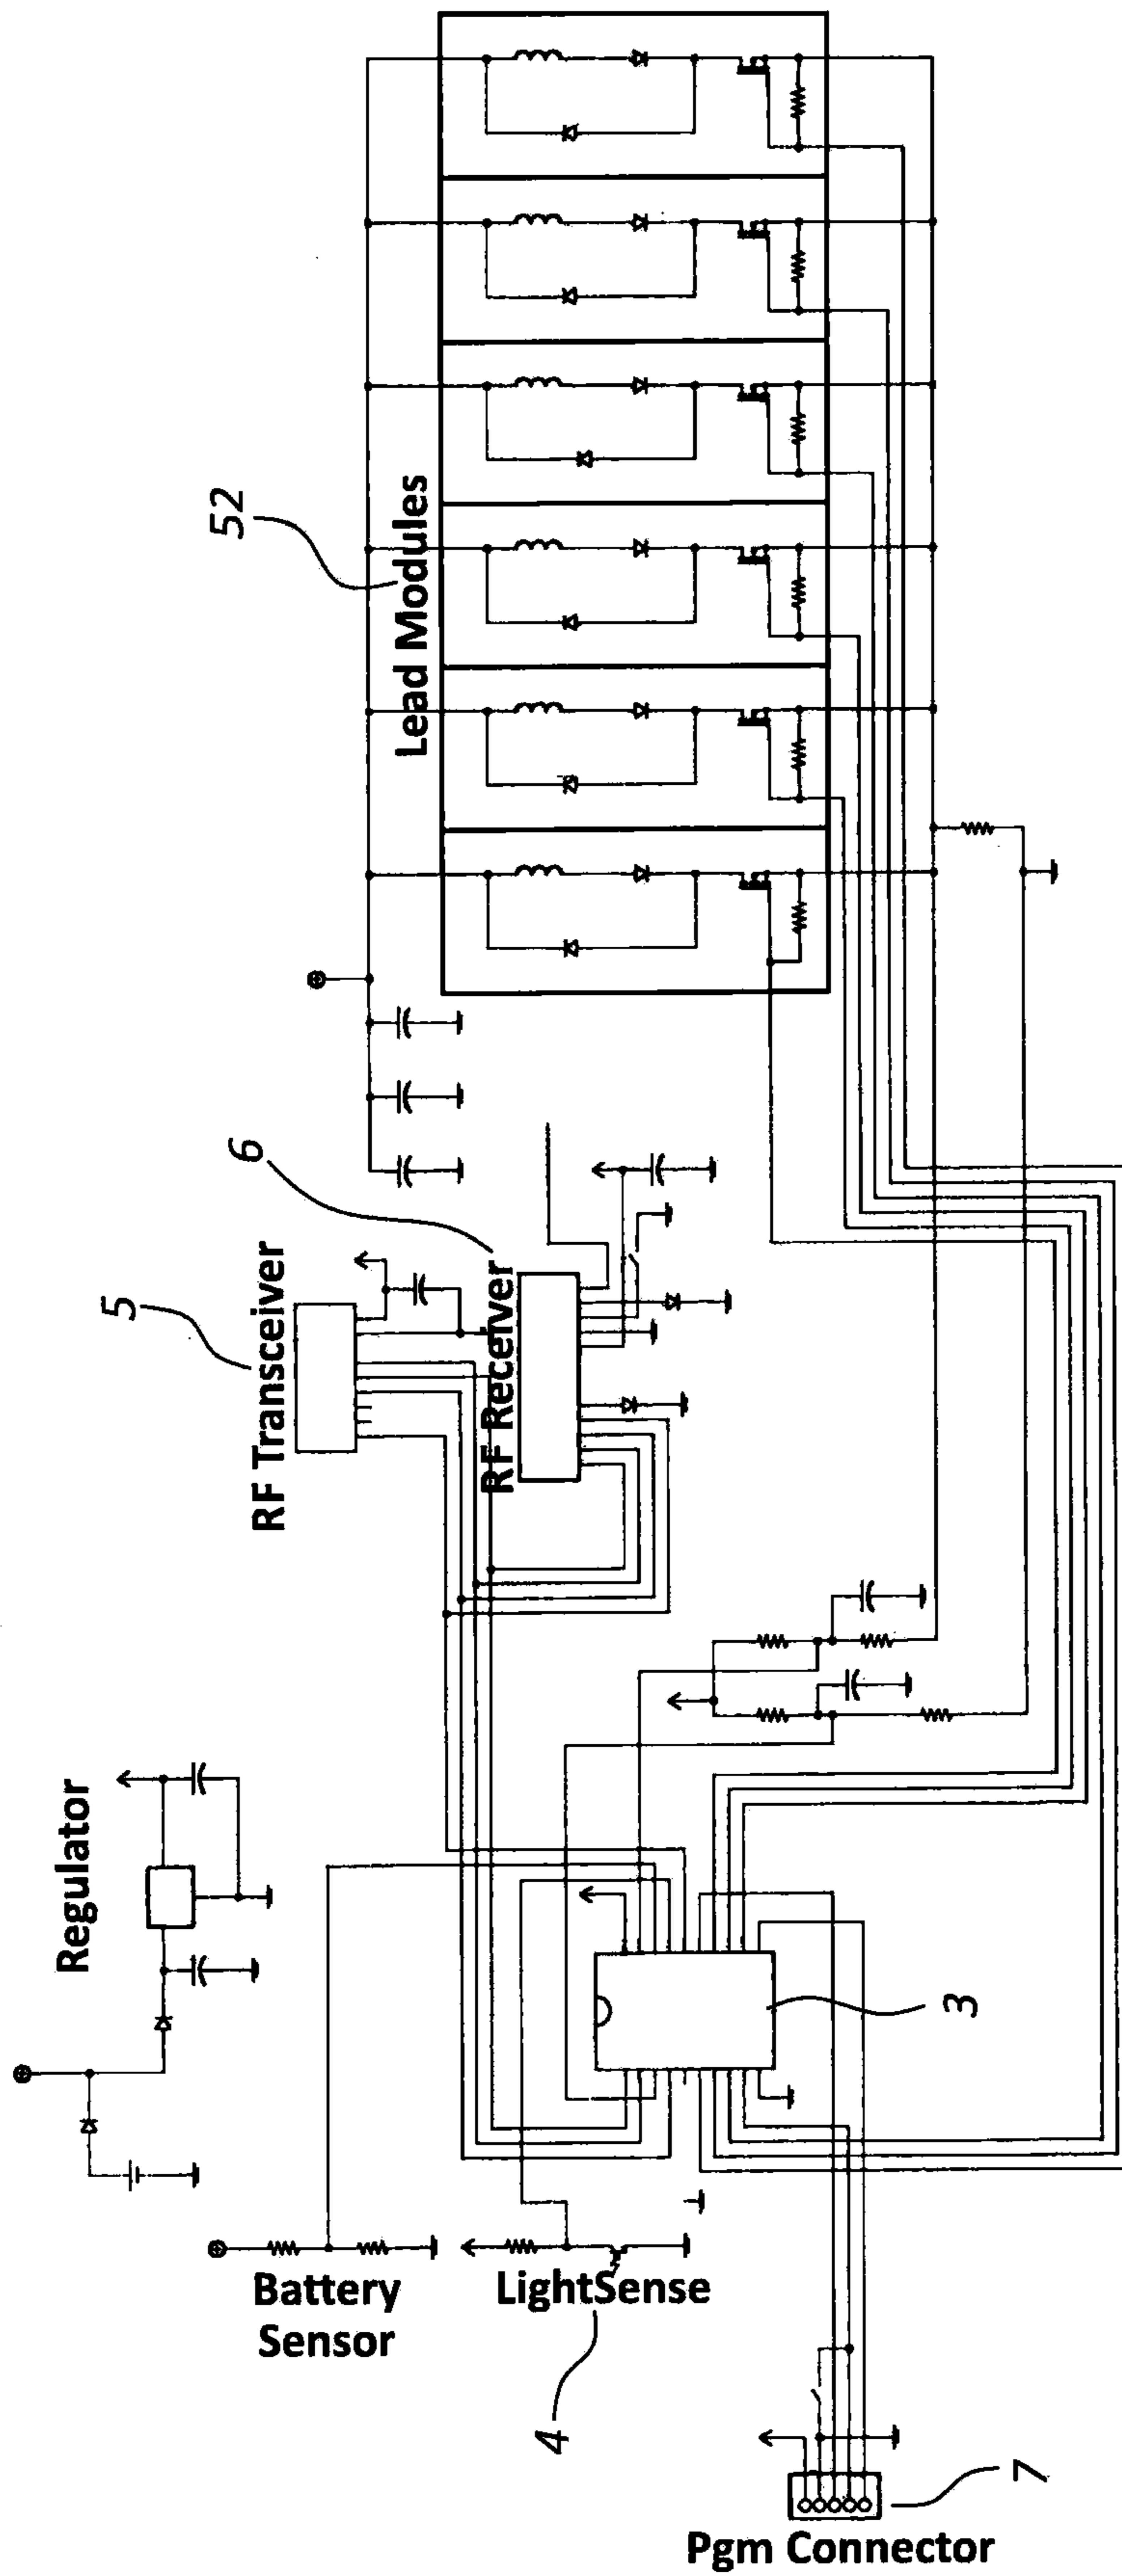 Regulator
Battery
Sensor
LightSense
4
Pgm Connector
7
3
RF Transceiver
5
RF Receiver
6
Lead Modules
52